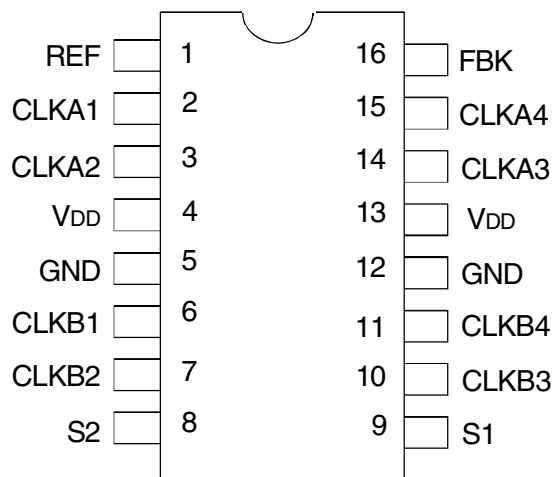 REF 1 16 FBK
CLKA1 2 15 CLKA4
CLKA2 3 14 CLKA3
VDD 4 13 VDD
GND 5 12 GND
CLKB1 6 11 CLKB4
CLKB2 7 10 CLKB3
S2 8 9 S1